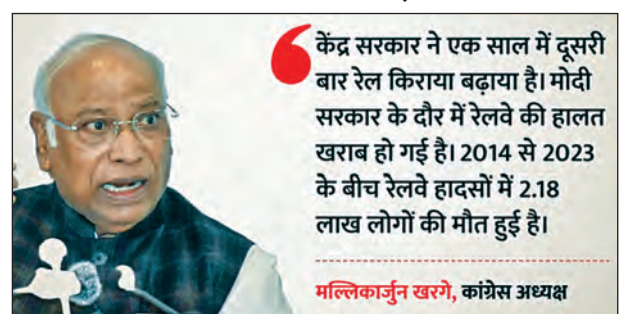 केंद्र सरकार ने एक साल में दूसरी
बार रेल किराया बढ़ाया है। मोदी
सरकार के दौर में रेलवे की हालत
खराब हो गई है। 2014 से 2023
के बीच रेलवे हादसों में 2.18
लाख लोगों की मौत हुई है।
मल्लिकार्जुन खरगे, कांग्रेस अध्यक्ष